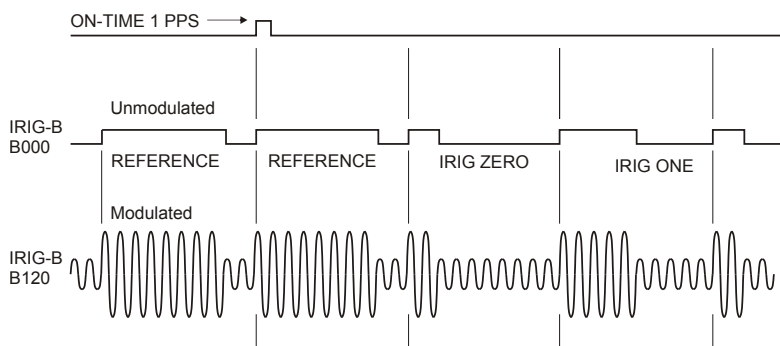 ON-TIME 1 PPS
Unmodulated
IRIG-B
B000
REFERENCE
REFERENCE
IRIG ZERO
IRIG ONE
Modulated
IRIG-B
B120